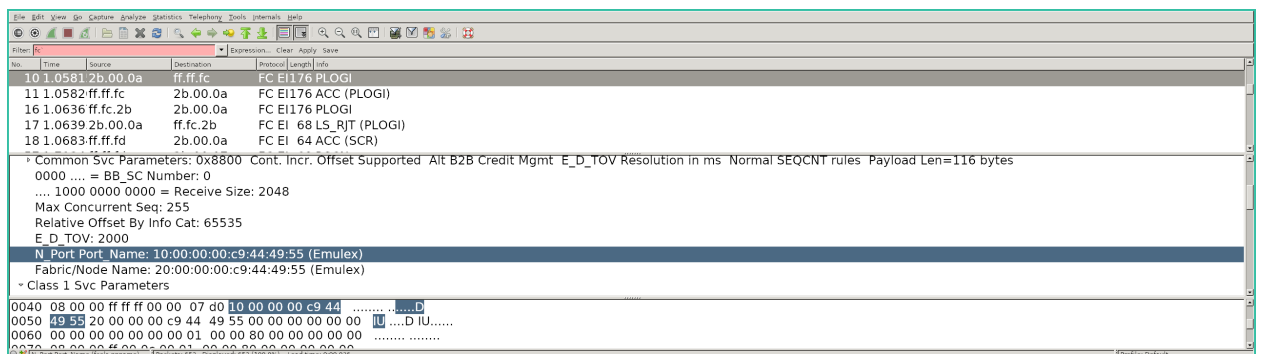 File Edit View Go Capture Analyze Statistics Telephony Tools Internals Help
Filter: fc Expression... Clear Apply Save
No. Time Source Destination Protocol Length Info
10 1.0581 2b.00.0a ff.ff.fc FC EI 176 PLOGI
11 1.0582 ff.ff.fc 2b.00.0a FC EI 176 ACC (PLOGI)
16 1.0636 ff.fc.2b 2b.00.0a FC EI 176 PLOGI
17 1.0639 2b.00.0a ff.fc.2b FC EI 68 LS_RJT (PLOGI)
18 1.0683 ff.ff.fd 2b.00.0a FC EI 64 ACC (SCR)
Common Svc Parameters: 0x8800 Cont. Incr. Offset Supported Alt B2B Credit Mgmt E_D_TOV Resolution in ms Normal SEQCNT rules Payload Len=116 bytes
0000 .... = BB_SC Number: 0
.... 1000 0000 0000 = Receive Size: 2048
Max Concurrent Seq: 255
Relative Offset By Info Cat: 65535
E_D_TOV: 2000
N_Port Port_Name: 10:00:00:00:c9:44:49:55 (Emulex)
Fabric/Node Name: 20:00:00:00:c9:44:49:55 (Emulex)
Class 1 Svc Parameters
0040 08 00 00 ff ff ff 00 00 07 d0 10 00 00 00 c9 44 ........ .......D
0050 49 55 20 00 00 00 c9 44 49 55 00 00 00 00 00 00 IU ....D IU......
0060 00 00 00 00 00 00 00 01 00 00 80 00 00 00 00 00 ........ ........